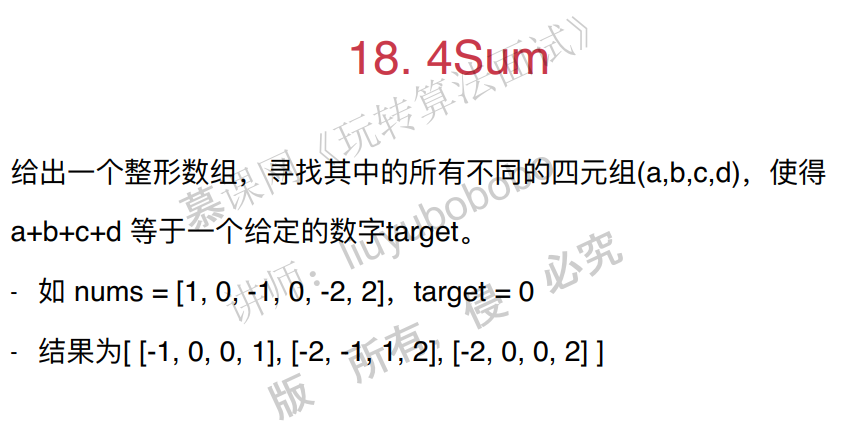 18. 4Sum
给出一个整形数组，寻找其中的所有不同的四元组(a,b,c,d)，使得
a+b+c+d 等于一个给定的数字target。
- 如 nums = [1, 0, -1, 0, -2, 2]，target = 0
- 结果为[ [-1, 0, 0, 1], [-2, -1, 1, 2], [-2, 0, 0, 2] ]
慕课网《玩转算法面试》
讲师：liuyubobobo
版 所有，侵 必究